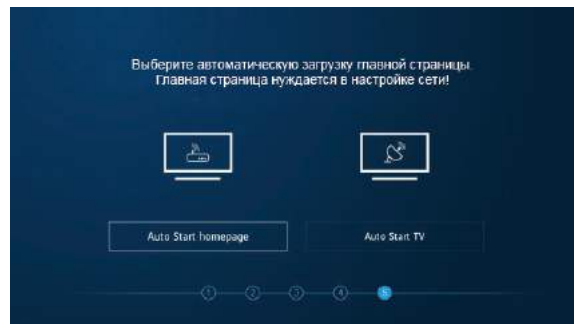 Выберите автоматическую загрузку главной страницы.
Главная страница нуждается в настройке сети!
Auto Start homepage
Auto Start TV
1 2 3 4 5